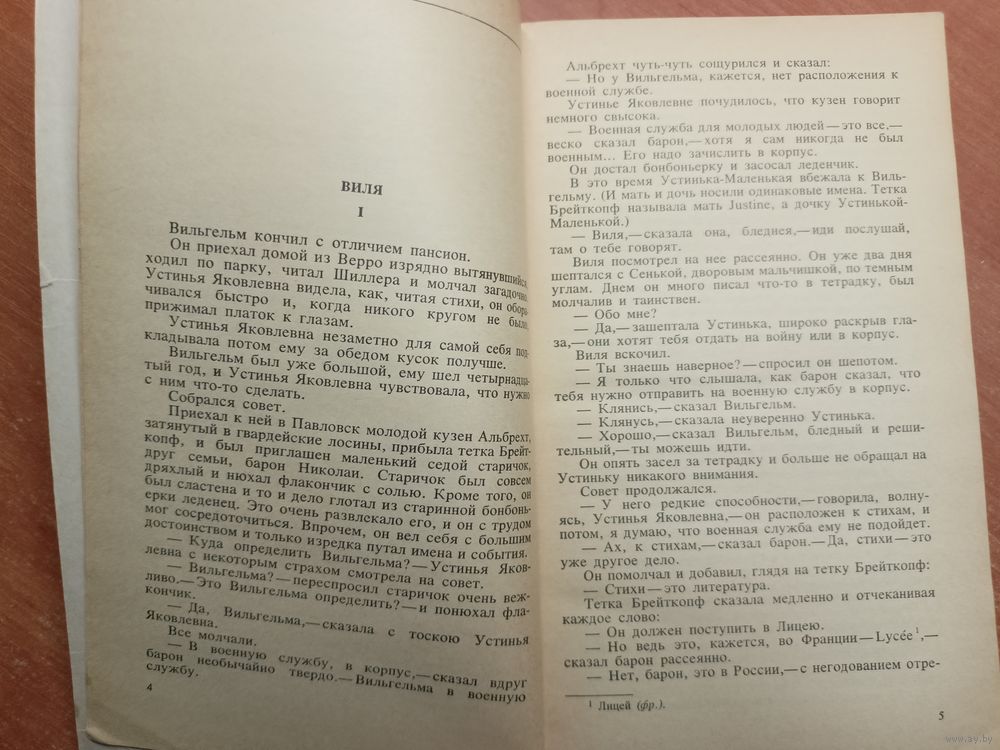 ВИЛЯ
I
Вильгельм кончил с отличием пансион.
Он приехал домой из Верро изрядно вытянувшийся,
ходил по парку, читал Шиллера и молчал загадочно.
Устинья Яковлевна видела, как, читая стихи, он обора-
чивался быстро и, когда никого кругом не было,
прижимал платок к глазам.
Устинья Яковлевна незаметно для самой себя под-
кладывала потом ему за обедом кусок получше.
Вильгельм был уже большой, ему шел четырнадца-
тый год, и Устинья Яковлевна чувствовала, что нужно
с ним что-то сделать.
Собрался совет.
Приехал к ней в Павловск молодой кузен Альбрехт,
затянутый в гвардейские лосины, прибыла тетка Брейт-
копф, и был приглашен маленький седой старичок,
друг семьи, барон Николаи. Старичок был совсем
дряхлый и нюхал флакончик с солью. Кроме того, он
был сластена и то и дело глотал из старинной бонбонь-
ерки леденец. Это очень развлекало его, и он с трудом
мог сосредоточиться. Впрочем, он вел себя с большим
достоинством и только изредка путал имена и события.
— Куда определить Вильгельма?— Устинья Яков-
левна с некоторым страхом смотрела на совет.
— Вильгельма?— переспросил старичок очень веж-
ливо.— Это Вильгельма определить?— и понюхал фла-
кончик.
— Да, Вильгельма,— сказала с тоскою Устинья
Яковлевна.
Все молчали.
— В военную службу, в корпус,— сказал вдруг
барон необычайно твердо.— Вильгельма в военную
службу.
4
Альбрехт чуть-чуть сощурился и сказал:
— Но у Вильгельма, кажется, нет расположения к
военной службе.
Устинье Яковлевне почудилось, что кузен говорит
немного свысока.
— Военная служба для молодых людей — это все,—
веско сказал барон,— хотя я сам никогда не был
военным... Его надо зачислить в корпус.
Он достал бонбоньерку и засосал леденчик.
В это время Устинька-Маленькая вбежала к Виль-
гельму. (И мать и дочь носили одинаковые имена. Тетка
Брейткопф называла мать Justine, а дочку Устинькой-
Маленькой.)
— Виля,— сказала она, бледнея,— иди послушай,
там о тебе говорят.
Виля посмотрел на нее рассеянно. Он уже два дня
шептался с Сенькой, дворовым мальчишкой, по темным
углам. Днем он много писал что-то в тетрадку, был
молчалив и таинствен.
— Обо мне?
— Да,— зашептала Устинька, широко раскрыв гла-
за,— они хотят тебя отдать на войну или в корпус.
Виля вскочил.
— Ты знаешь наверное?— спросил он шепотом.
— Я только что слышала, как барон сказал, что
тебя нужно отправить на военную службу в корпус.
— Клянись,— сказал Вильгельм.
— Клянусь,— сказала неуверенно Устинька.
— Хорошо,— сказал Вильгельм, бледный и реши-
тельный,— ты можешь идти.
Он опять засел за тетрадку и больше не обращал на
Устиньку никакого внимания.
Совет продолжался.
— У него редкие способности,— говорила, волну-
ясь, Устинья Яковлевна,— он расположен к стихам, и
потом, я думаю, что военная служба ему не подойдет.
— Ах, к стихам,— сказал барон.— Да, стихи — это
уже другое дело.
Он помолчал и добавил, глядя на тетку Брейткопф:
— Стихи — это литература.
Тетка Брейткопф сказала медленно и отчеканивая
каждое слово:
— Он должен поступить в Лицею.
— Но ведь это, кажется, во Франции — Lycée¹,—
сказал барон рассеянно.
— Нет, барон, это в России,— с негодованием отре-
¹ Лицей (фр.).
5
www.ay.by